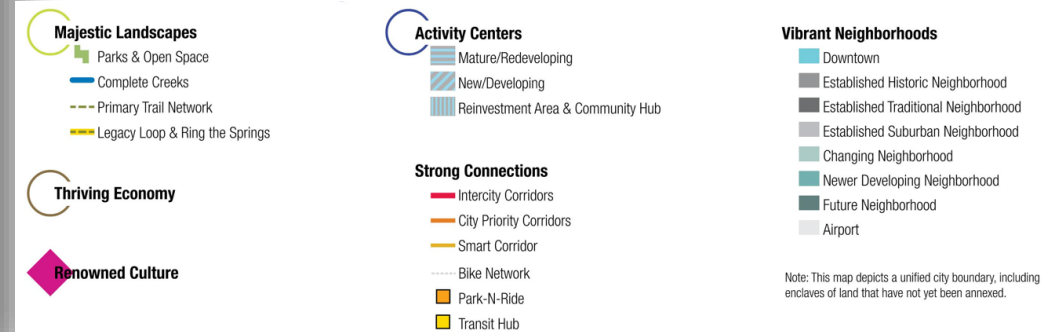 Majestic Landscapes
Parks & Open Space
Complete Creeks
Primary Trail Network
Legacy Loop & Ring the Springs
Thriving Economy
Renowned Culture
Activity Centers
Mature/Redeveloping
New/Developing
Reinvestment Area & Community Hub
Strong Connections
Intercity Corridors
City Priority Corridors
Smart Corridor
Bike Network
Park-N-Ride
Transit Hub
Vibrant Neighborhoods
Downtown
Established Historic Neighborhood
Established Traditional Neighborhood
Established Suburban Neighborhood
Changing Neighborhood
Newer Developing Neighborhood
Future Neighborhood
Airport
Note: This map depicts a unified city boundary, including
enclaves of land that have not yet been annexed.